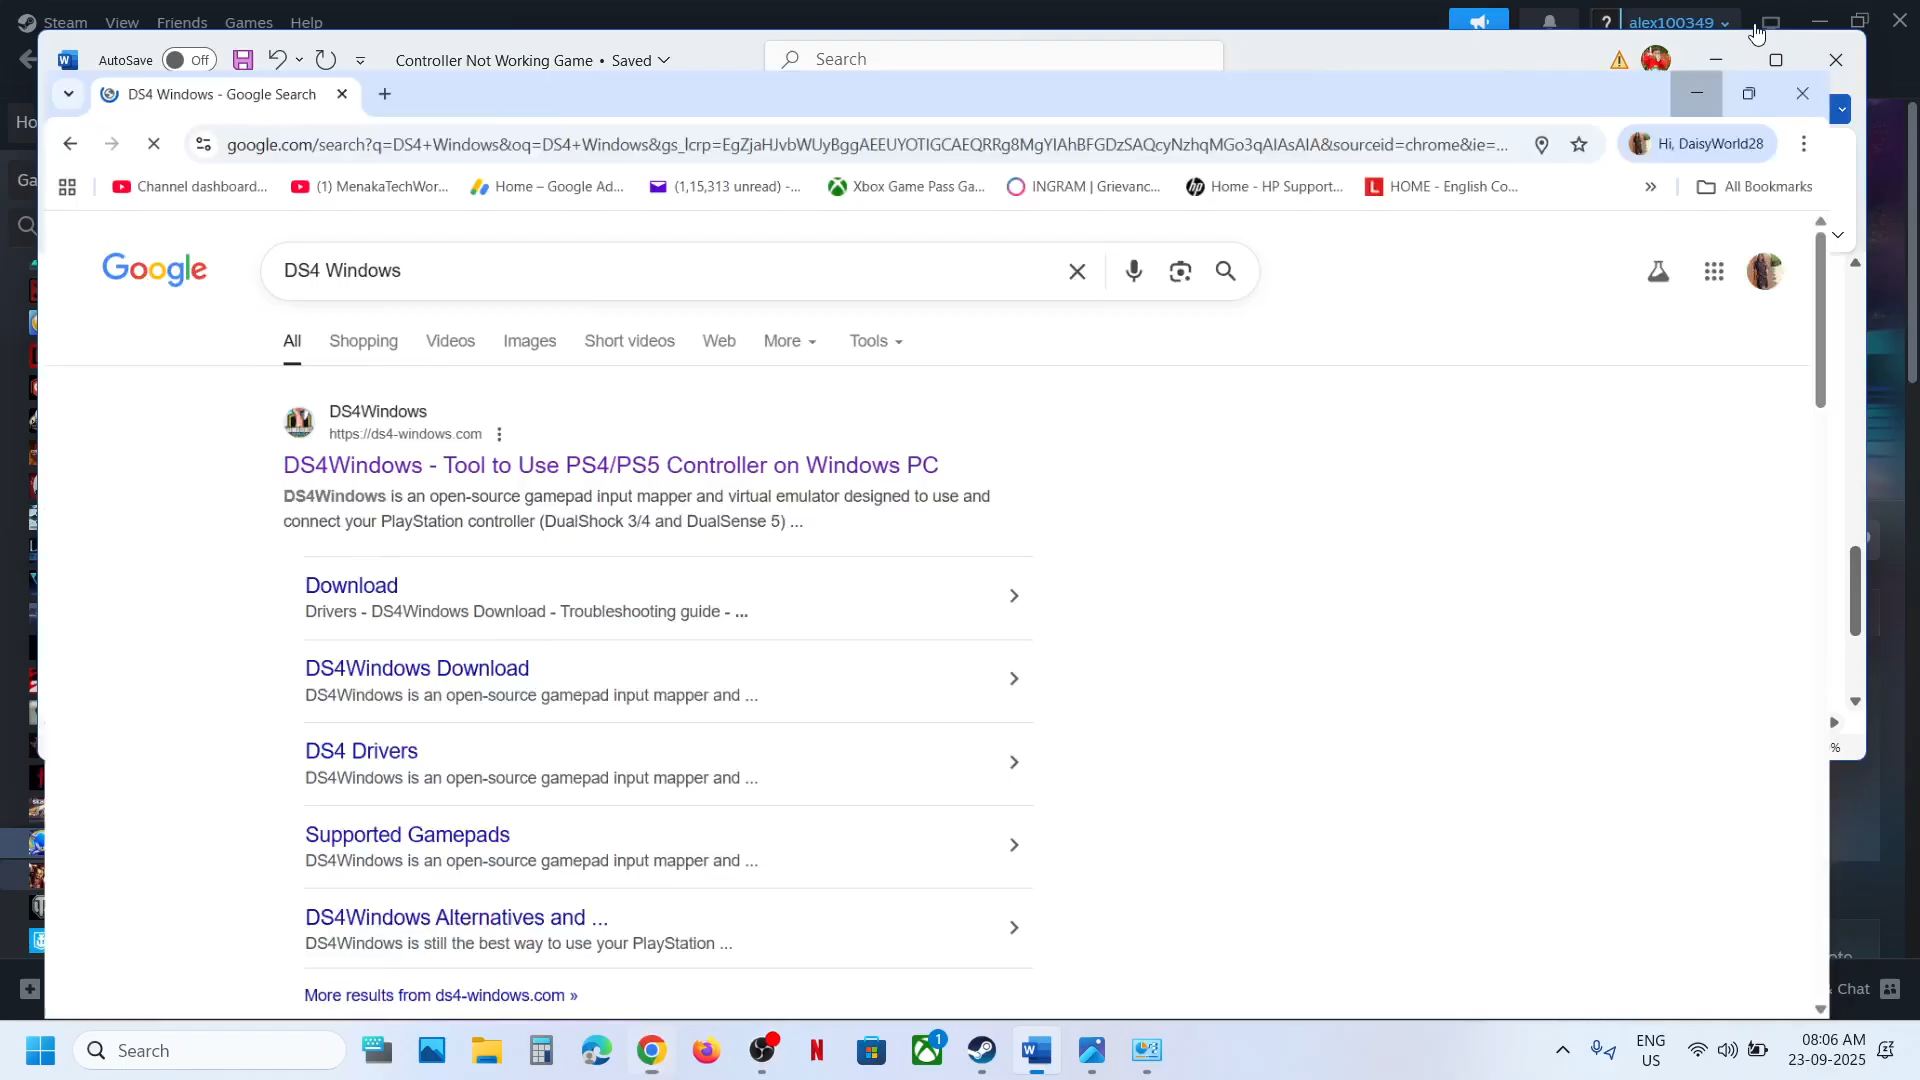 Steam View Friends Games Help
alex100349
AutoSave Off Controller Not Working Game • Saved Search
DS4 Windows - Google Search
google.com/search?q=DS4+Windows&oq=DS4+Windows&gs_lcrp=EgZjaHJvbWUyBggAEEUYOTIGCAEQRRg8MgYIAhBFGDzSAQcyNzhqMGo3qAIAsAIA&sourceid=chrome&ie=...
Hi, DaisyWorld28
Channel dashboard...
(1) MenakaTechWor...
Home – Google Ad...
(1,15,313 unread) -...
Xbox Game Pass Ga...
INGRAM | Grievanc...
Home - HP Support...
HOME - English Co...
»
All Bookmarks
Google
DS4 Windows
All Shopping Videos Images Short videos Web More Tools
DS4Windows
https://ds4-windows.com
DS4Windows - Tool to Use PS4/PS5 Controller on Windows PC
DS4Windows is an open-source gamepad input mapper and virtual emulator designed to use and
connect your PlayStation controller (DualShock 3/4 and DualSense 5) ...
Download
Drivers - DS4Windows Download - Troubleshooting guide - ...
DS4Windows Download
DS4Windows is an open-source gamepad input mapper and ...
DS4 Drivers
DS4Windows is an open-source gamepad input mapper and ...
Supported Gamepads
DS4Windows is an open-source gamepad input mapper and ...
DS4Windows Alternatives and ...
DS4Windows is still the best way to use your PlayStation ...
More results from ds4-windows.com »
%
Chat
Search
1
ENG
US
08:06 AM
23-09-2025